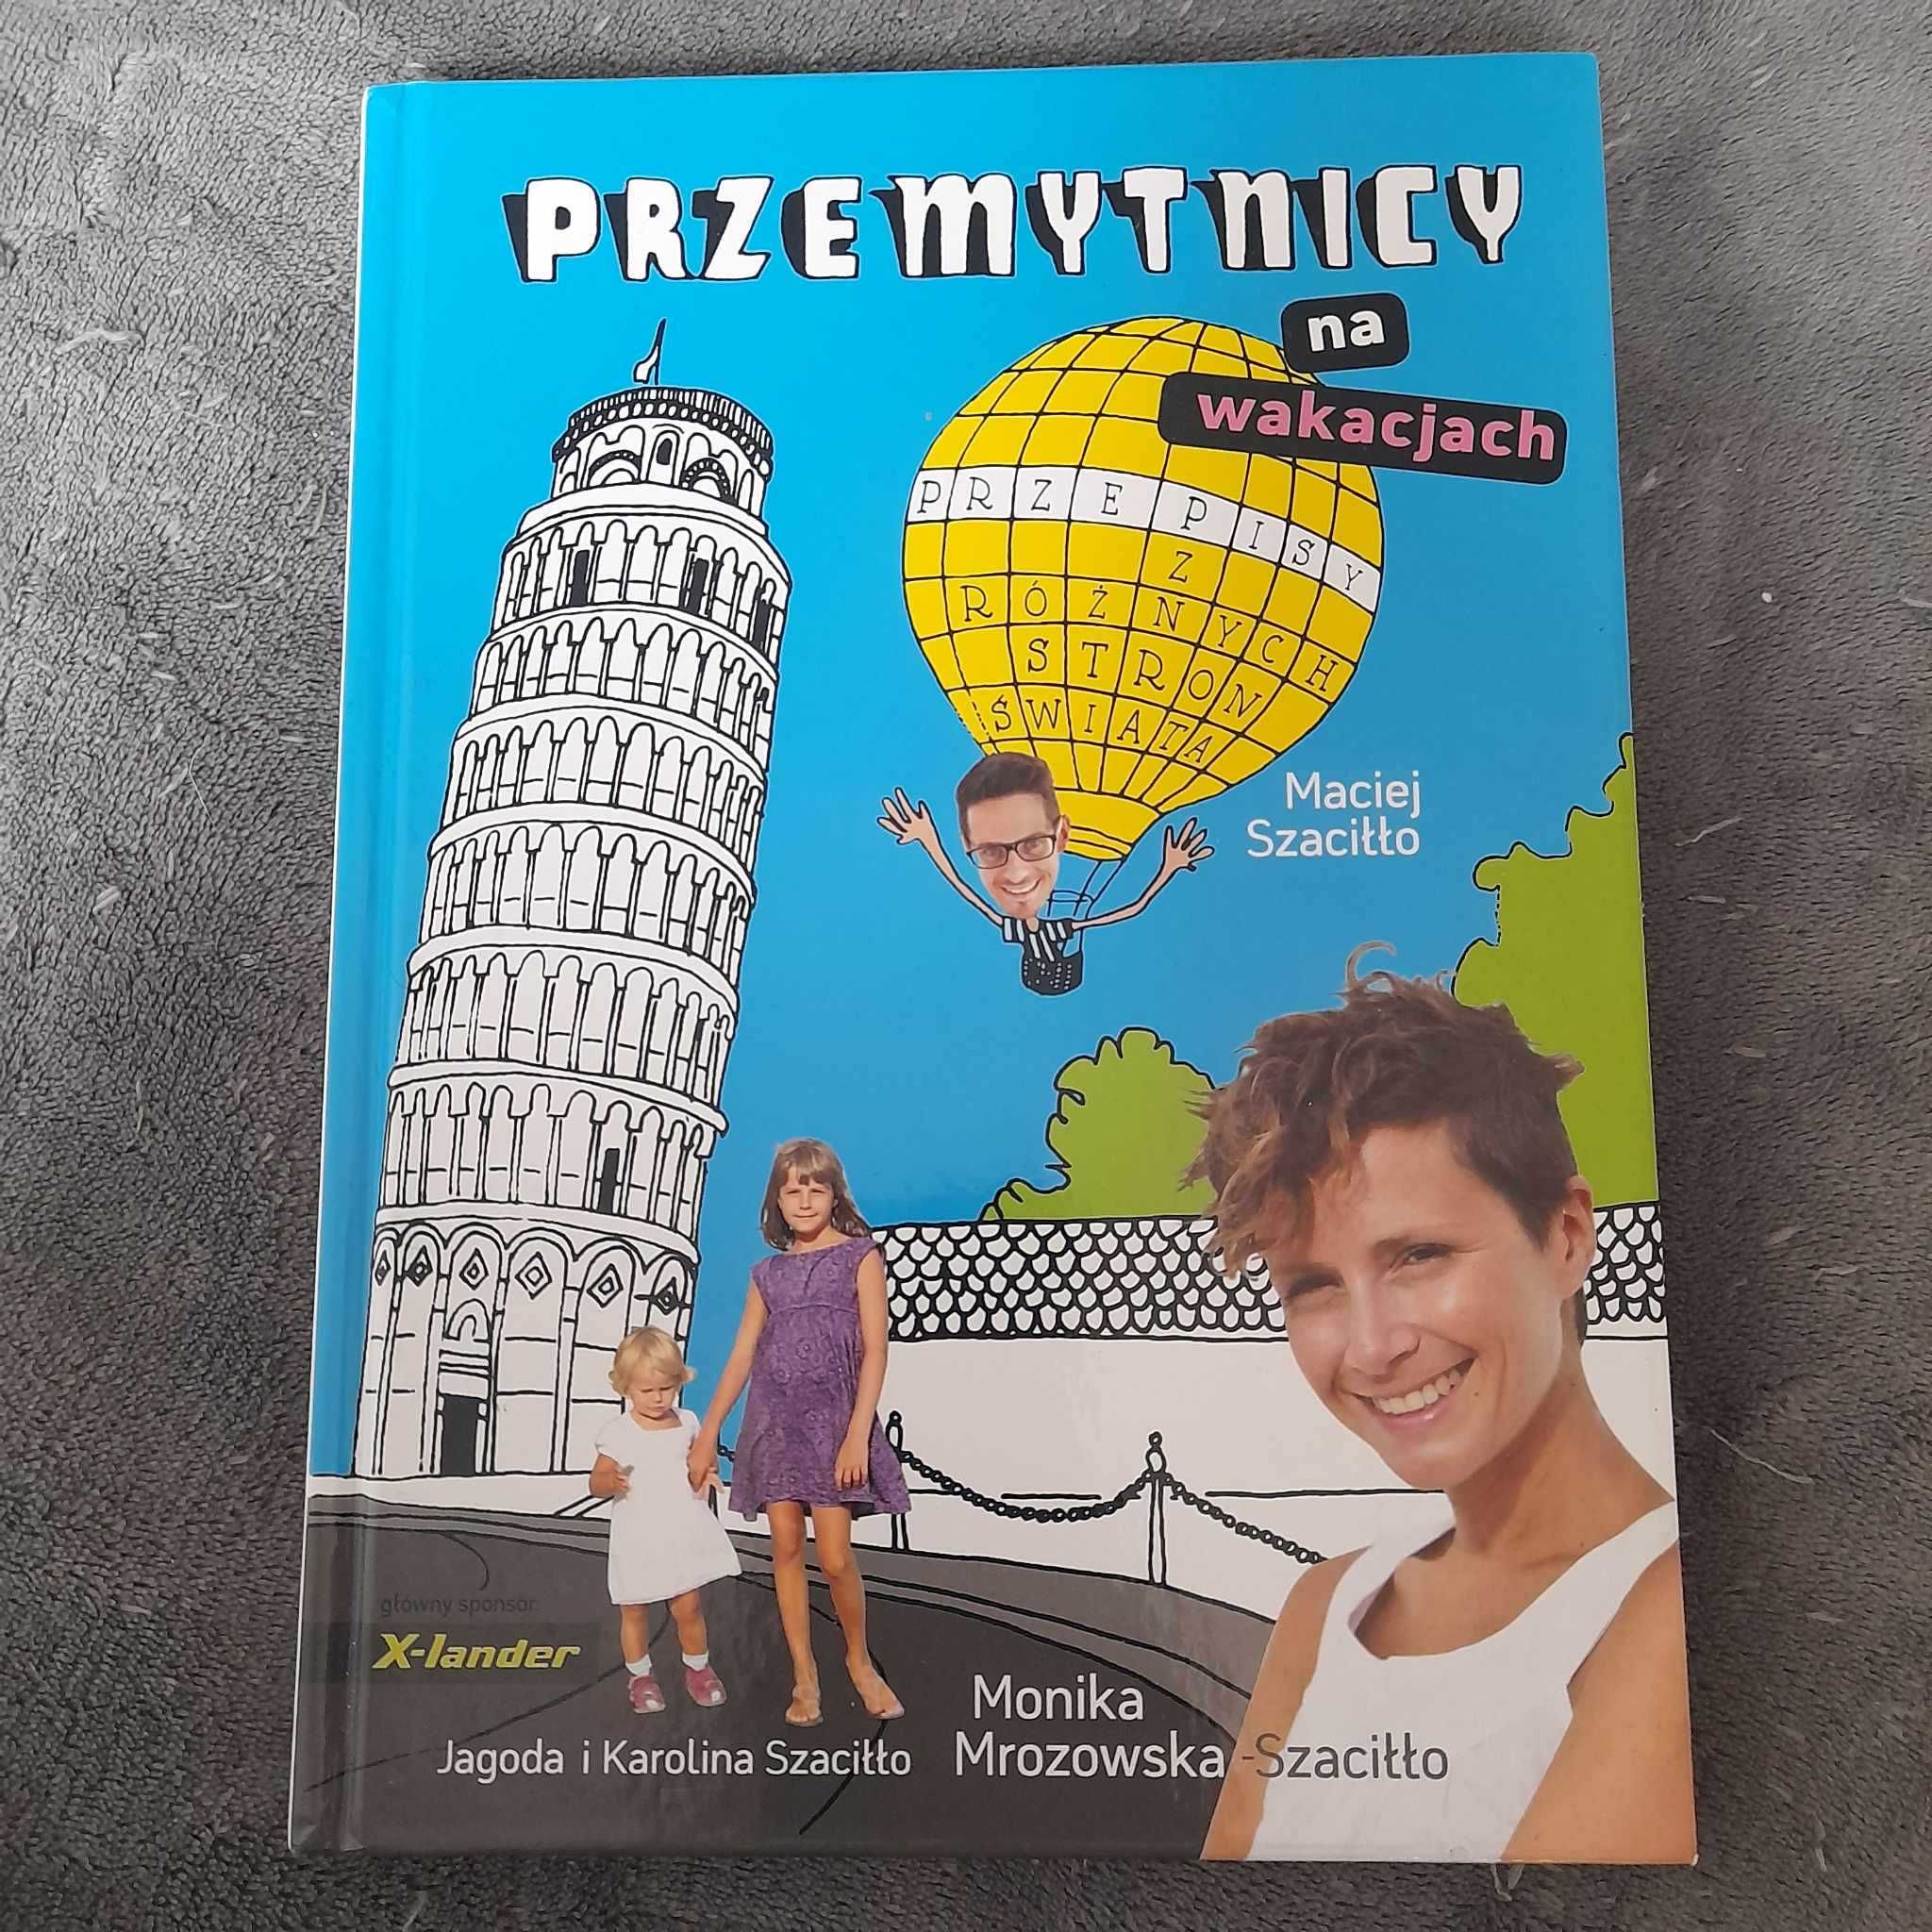 PRZEMYTNICY
na
wakacjach
PRZEPISY
Z
RÓŻNYCH
STRON
ŚWIATA
Maciej
Szaciłło
główny sponsor:
X-lander
Jagoda i Karolina Szaciłło
Monika
Mrozowska-Szaciłło